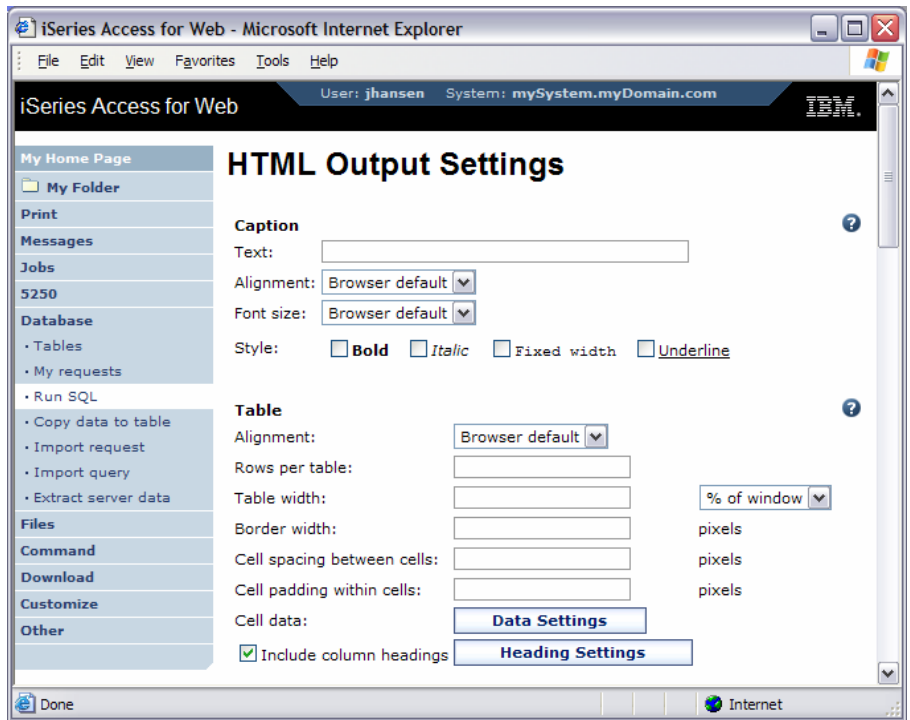 iSeries Access for Web - Microsoft Internet Explorer
File Edit View Favorites Tools Help
iSeries Access for Web
User: jhansen System: mySystem.myDomain.com
IBM.
My Home Page
My Folder
Print
Messages
Jobs
5250
Database
• Tables
• My requests
• Run SQL
• Copy data to table
• Import request
• Import query
• Extract server data
Files
Command
Download
Customize
Other
HTML Output Settings
Caption
?
Text:
Alignment: Browser default
Font size: Browser default
Style: Bold Italic Fixed width Underline
Table
?
Alignment: Browser default
Rows per table:
Table width: % of window
Border width: pixels
Cell spacing between cells: pixels
Cell padding within cells: pixels
Cell data: Data Settings
Include column headings Heading Settings
Done
Internet